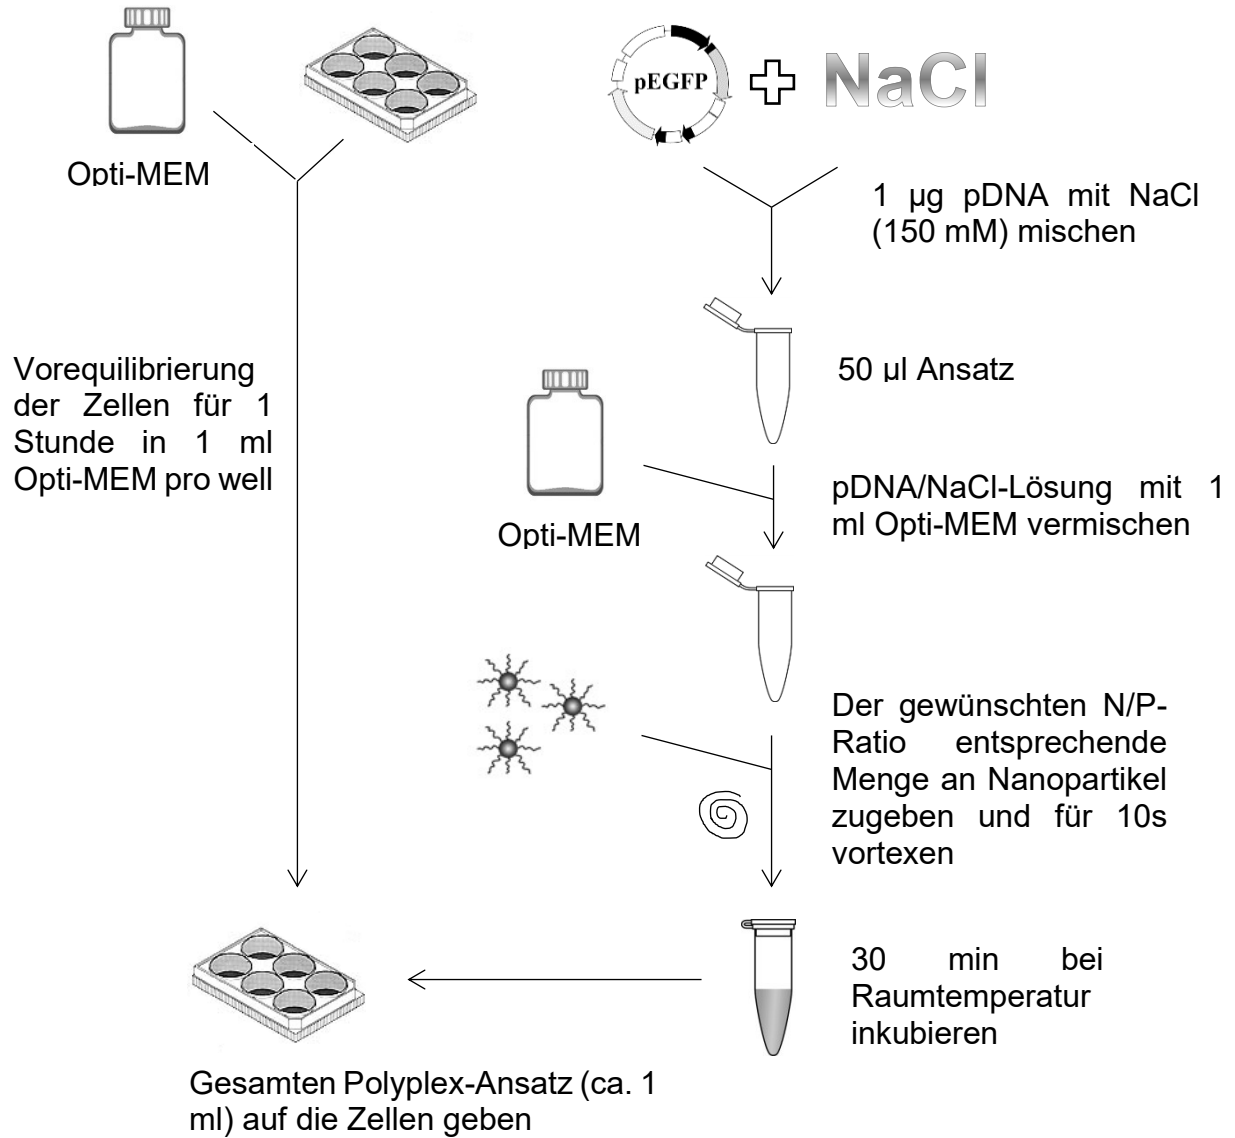 pEGFP
NaCl
Opti-MEM
1 µg pDNA mit NaCl
(150 mM) mischen
Vorequilibrierung
der Zellen für 1
Stunde in 1 ml
Opti-MEM pro well
50 µl Ansatz
Opti-MEM
pDNA/NaCl-Lösung mit 1
ml Opti-MEM vermischen
Der gewünschten N/P-
Ratio entsprechende
Menge an Nanopartikel
zugeben und für 10s
vortexen
30 min bei
Raumtemperatur
inkubieren
Gesamten Polyplex-Ansatz (ca. 1
ml) auf die Zellen geben